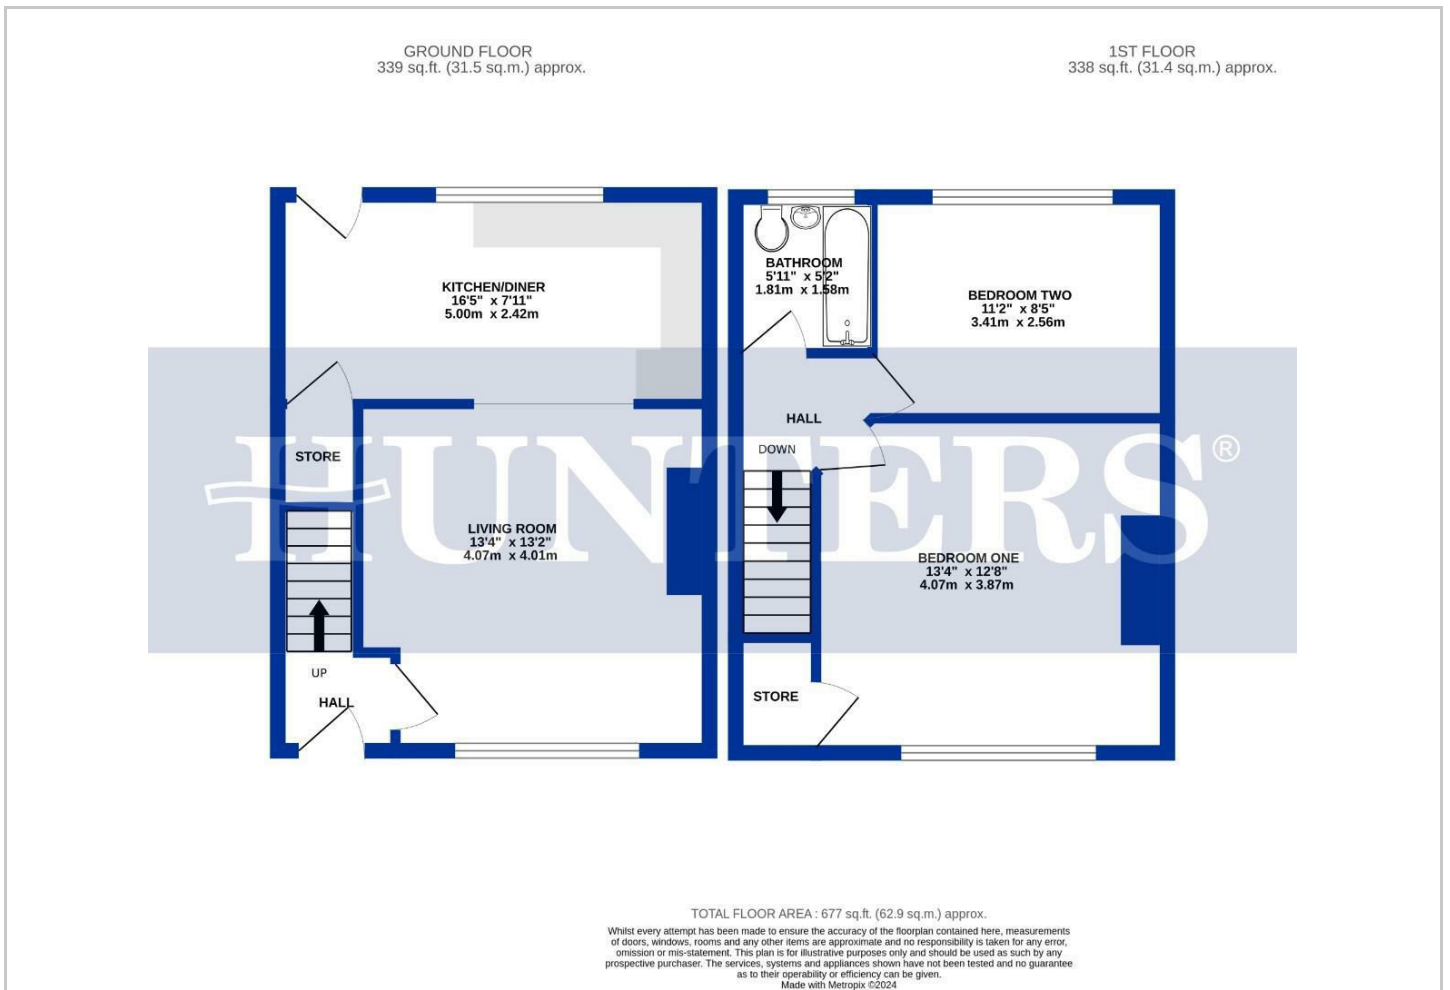 GROUND FLOOR
339 sq.ft. (31.5 sq.m.) approx.
1ST FLOOR
338 sq.ft. (31.4 sq.m.) approx.
KITCHEN/DINER
16'5" x 7'11"
5.00m x 2.42m
STORE
LIVING ROOM
13'4" x 13'2"
4.07m x 4.01m
UP
HALL
BATHROOM
5'11" x 5'2"
1.81m x 1.58m
BEDROOM TWO
11'2" x 8'5"
3.41m x 2.56m
HALL
DOWN
BEDROOM ONE
13'4" x 12'8"
4.07m x 3.87m
STORE
HUNTERS®
TOTAL FLOOR AREA : 677 sq.ft. (62.9 sq.m.) approx.
Whilst every attempt has been made to ensure the accuracy of the floorplan contained here, measurements
of doors, windows, rooms and any other items are approximate and no responsibility is taken for any error,
omission or mis-statement. This plan is for illustrative purposes only and should be used as such by any
prospective purchaser. The services, systems and appliances shown have not been tested and no guarantee
as to their operability or efficiency can be given.
Made with Metropix ©2024